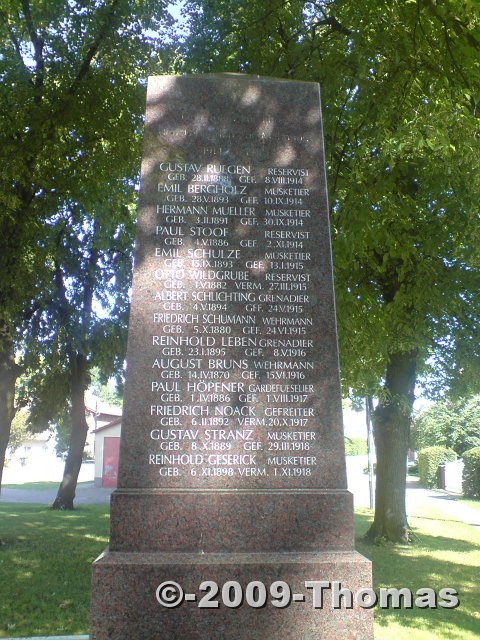 GUSTAV RUEGEN RESERVIST
GEB. 28.II.1888 GEF. 8.VIII.1914
EMIL BERGHOLZ MUSKETIER
GEB. 28.V.1893 GEF. 10.IX.1914
HERMANN MUELLER MUSKETIER
GEB. 3.II.1891 GEF. 30.IX.1914
PAUL STOOF RESERVIST
GEB. 4.V.1886 GEF. 2.XI.1914
EMIL SCHULZE MUSKETIER
GEB. 15.IX.1893 GEF. 13.I.1915
OTTO WILDGRUBE RESERVIST
GEB. 1.V.1882 VERM. 27.III.1915
ALBERT SCHLICHTING GRENADIER
GEB. 4.V.1894 GEF. 24.V.1915
FRIEDRICH SCHUMANN WEHRMANN
GEB. 5.X.1880 GEF. 24.VI.1915
REINHOLD LEBEN GRENADIER
GEB. 23.I.1895 GEF. 8.V.1916
AUGUST BRUNS WEHRMANN
GEB. 14.IV.1870 GEF. 15.VI.1916
PAUL HÖPFNER GARDEFUESELIER
GEB. 1.IV.1886 GEF. 1.VIII.1917
FRIEDRICH NOACK GEFREITER
GEB. 6.II.1892 VERM. 20.X.1917
GUSTAV STRANZ MUSKETIER
GEB. 8.X.1889 GEF. 29.III.1918
REINHOLD GESERICK MUSKETIER
GEB. 6.XI.1898 VERM. 1.XI.1918
©-2009-Thomas